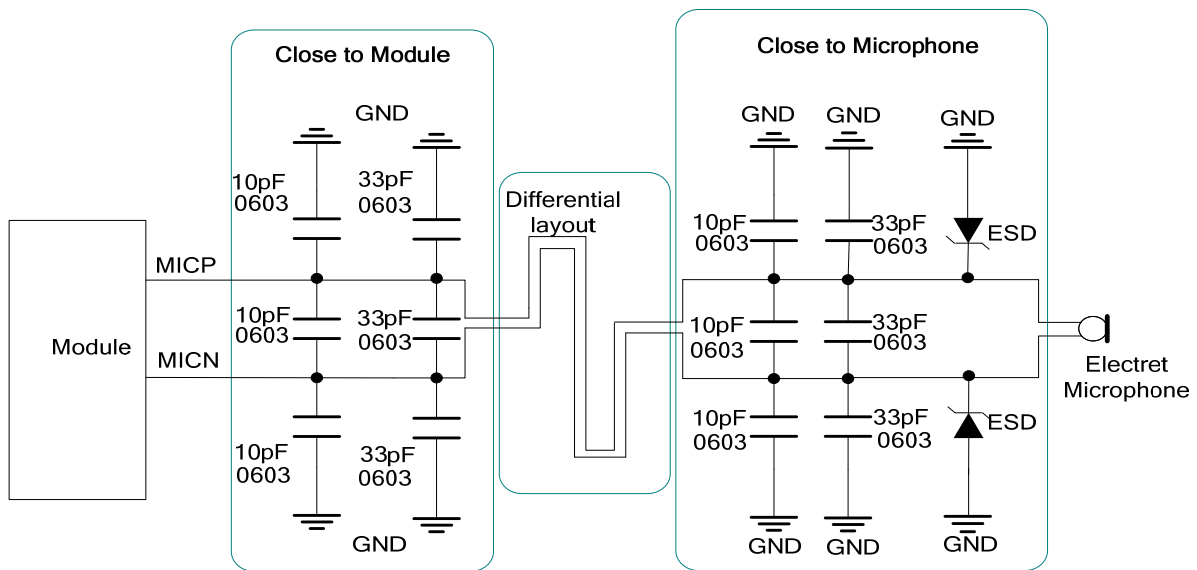 Close to Module
Close to Microphone
GND
GND
GND
GND
10pF
0603
33pF
0603
Differential
layout
10pF
0603
33pF
0603
ESD
MICP
10pF
0603
33pF
0603
10pF
0603
33pF
0603
Module
MICN
Electret
Microphone
10pF
0603
33pF
0603
10pF
0603
33pF
0603
ESD
GND
GND
GND
GND